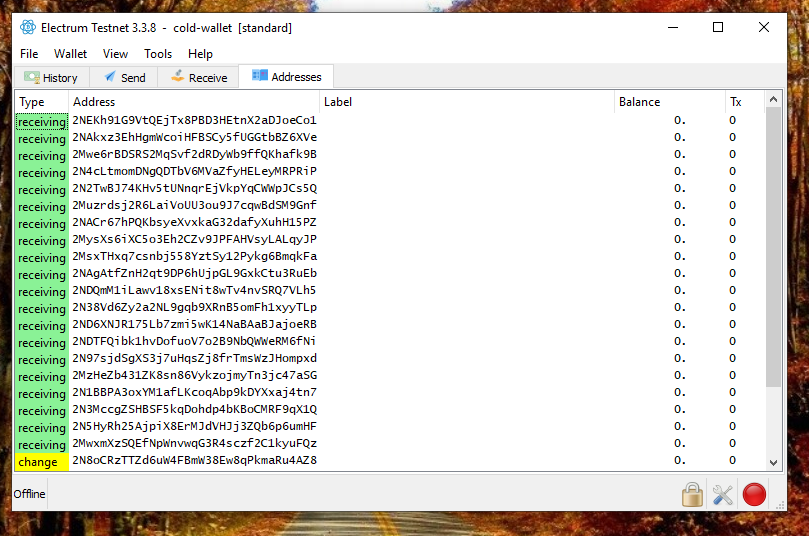 Electrum Testnet 3.3.8 - cold-wallet [standard]
File Wallet View Tools Help
History Send Receive Addresses
Type Address Label Balance Tx
receiving 2NEKh91G9VtQEjTx8PBD3HEtnX2aDJoeCo1 0. 0
receiving 2NAkxz3EhHgmWcoiHFBSCy5fUGGtbBZ6XVe 0. 0
receiving 2Mwe6rBDSRS2MqSvf2dRDyWb9ffQKhafk9B 0. 0
receiving 2N4cLtmomDNgQDTbV6MVaZfyHELeyMRPRiP 0. 0
receiving 2N2TwBJ74KHv5tUNnqrEjVkpYqCWWpJCs5Q 0. 0
receiving 2Muzrdsj2R6LaiVoUU3ou9J7cqwBdSM9Gnf 0. 0
receiving 2NACr67hPQKbsyeXvxkaG32dafyXuhH15PZ 0. 0
receiving 2MysXs6iXC5o3Eh2CZv9JPFAHVsyLALqyJP 0. 0
receiving 2MsxTHxq7csnbj558YztSy12Pykg6BmqkFa 0. 0
receiving 2NAgAtfZnH2qt9DP6hUjpGL9GxkCtu3RuEb 0. 0
receiving 2NDQmM1iLawv18xsENit8wTv4nvSRQ7VLh5 0. 0
receiving 2N38Vd6Zy2a2NL9gqb9XRnB5omFh1xyyTLp 0. 0
receiving 2ND6XNJR175Lb7zmi5wK14NaBAaBJajoeRB 0. 0
receiving 2NDTFQibk1hvDofuoV7o2B9NbQWWeRM6fNi 0. 0
receiving 2N97sjdSgXS3j7uHqsZj8frTmsWzJHompxd 0. 0
receiving 2MzHeZb431ZK8sn86VykzojmyTn3jc47aSG 0. 0
receiving 2N1BBPA3oxYM1afLKcoqAbp9kDYXxaj4tn7 0. 0
receiving 2N3MccgZSHBSF5kqDohdp4bKBoCMRF9qX1Q 0. 0
receiving 2N5HyRh25AjpiX8ErMJdVHJj3ZQb6p6umHF 0. 0
receiving 2MwxmXzSQEfNpWnvwqG3R4sczf2C1kyuFQz 0. 0
change 2N8oCRzTTZd6uW4FBmW38Ew8qPkmaRu4AZ8 0. 0
Offline